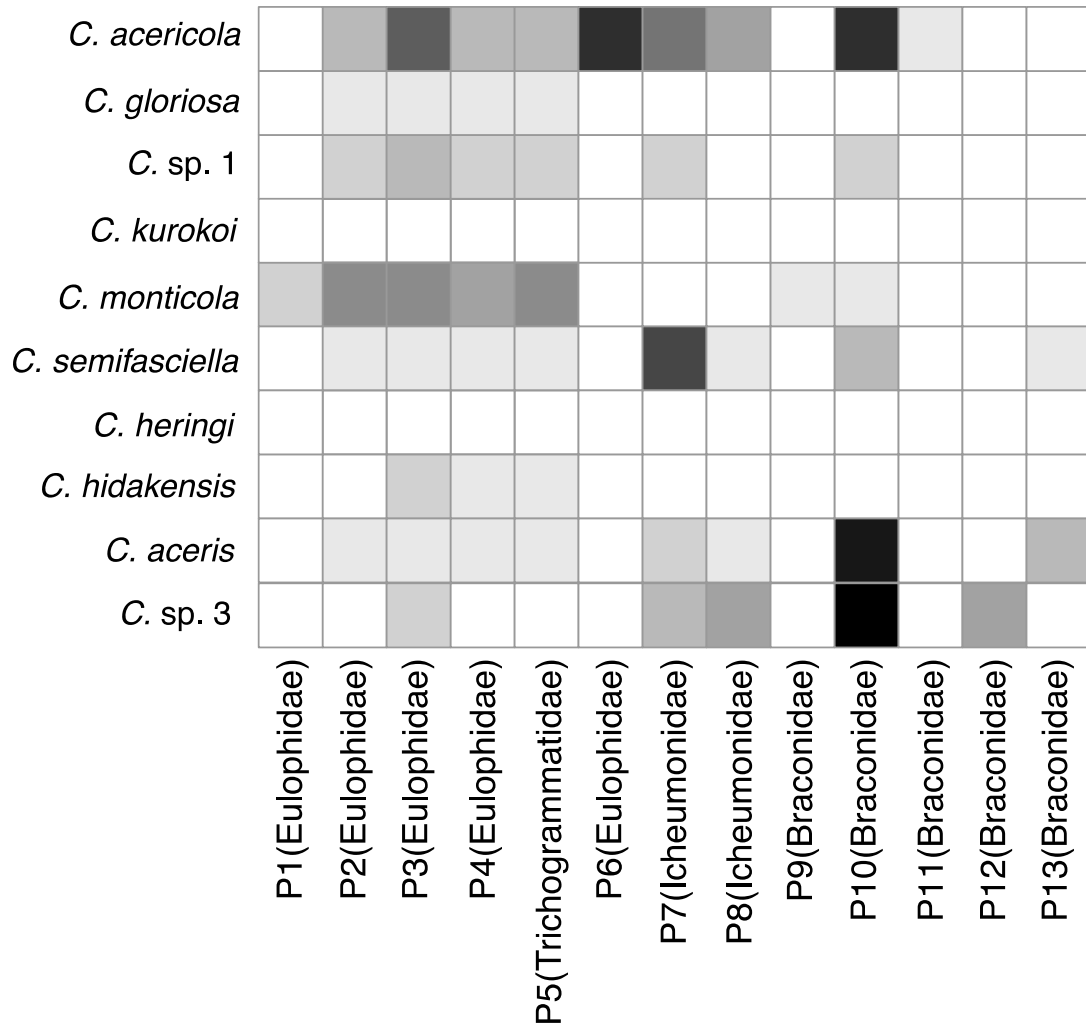 C. acericola
C. gloriosa
C. sp. 1
C. kurokoi
C. monticola
C. semifasciella
C. heringi
C. hidakensis
C. aceris
C. sp. 3
P1(Eulophidae)
P2(Eulophidae)
P3(Eulophidae)
P4(Eulophidae)
P5(Trichogrammatidae)
P6(Eulophidae)
P7(Icheumonidae)
P8(Icheumonidae)
P9(Braconidae)
P10(Braconidae)
P11(Braconidae)
P12(Braconidae)
P13(Braconidae)